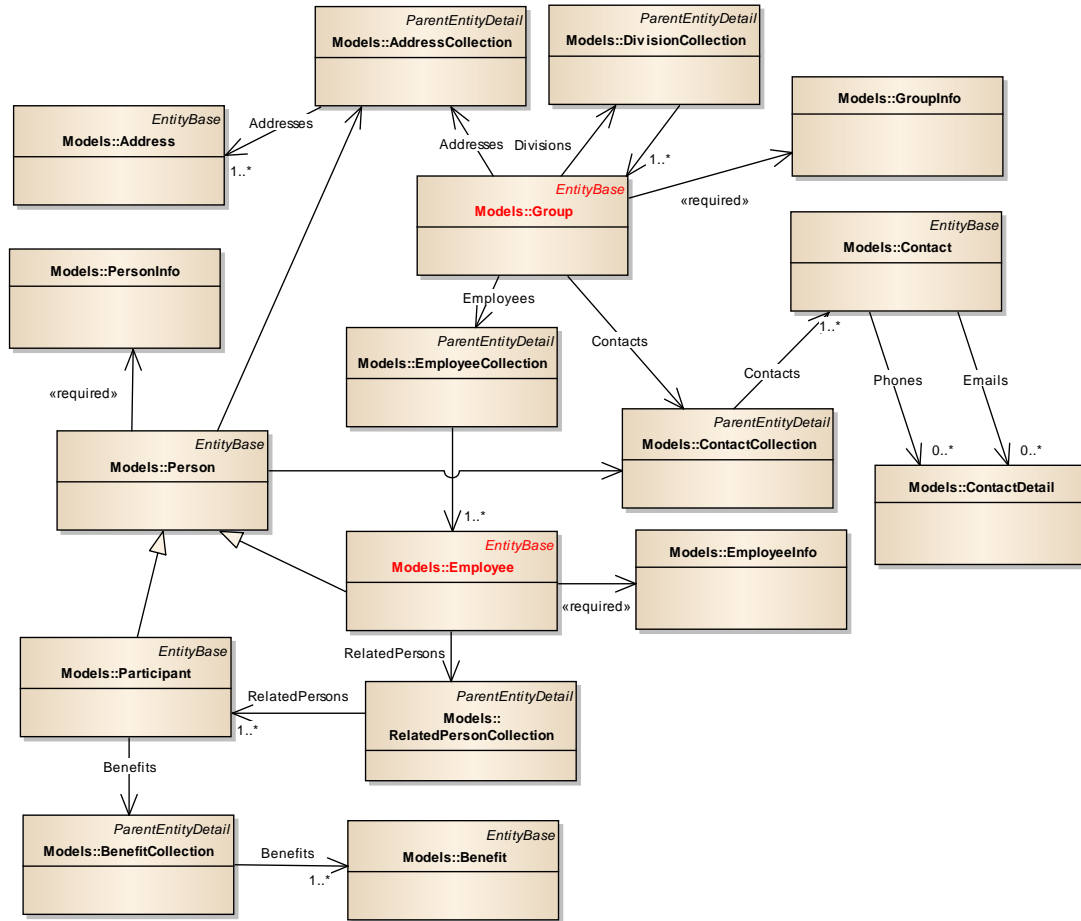 ParentEntityDetail
Models::AddressCollection
ParentEntityDetail
Models::DivisionCollection
Models::GroupInfo
EntityBase
Models::Address
Addresses
1..*
Addresses
Divisions
1..*
«required»
EntityBase
Models::Group
EntityBase
Models::Contact
Models::PersonInfo
Employees
Contacts
1..*
ParentEntityDetail
Models::EmployeeCollection
Contacts
Phones
Emails
«required»
ParentEntityDetail
Models::ContactCollection
EntityBase
Models::Person
0..*
0..*
Models::ContactDetail
1..*
EntityBase
Models::Employee
Models::EmployeeInfo
«required»
EntityBase
Models::Participant
RelatedPersons
RelatedPersons
1..*
ParentEntityDetail
Models::
RelatedPersonCollection
Benefits
ParentEntityDetail
Models::BenefitCollection
Benefits
1..*
EntityBase
Models::Benefit